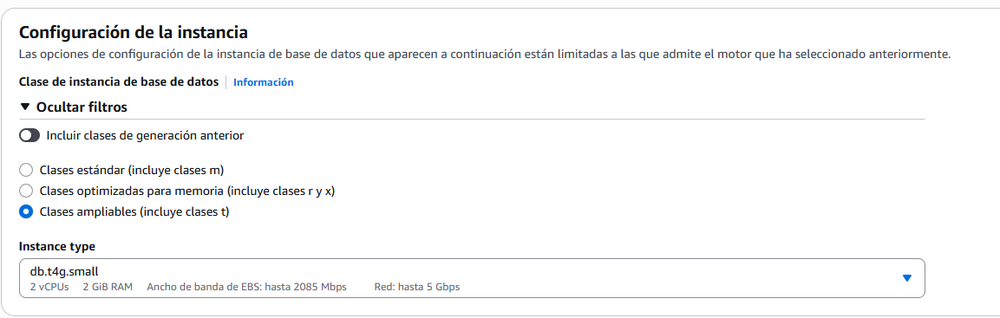 Configuración de la instancia
Las opciones de configuración de la instancia de base de datos que aparecen a continuación están limitadas a las que admite el motor que ha seleccionado anteriormente.
Clase de instancia de base de datos Información
Ocultar filtros
Incluir clases de generación anterior
Clases estándar (incluye clases m)
Clases optimizadas para memoria (incluye clases r y x)
Clases ampliables (incluye clases t)
Instance type
db.t4g.small
2 vCPUs 2 GiB RAM Ancho de banda de EBS: hasta 2085 Mbps Red: hasta 5 Gbps